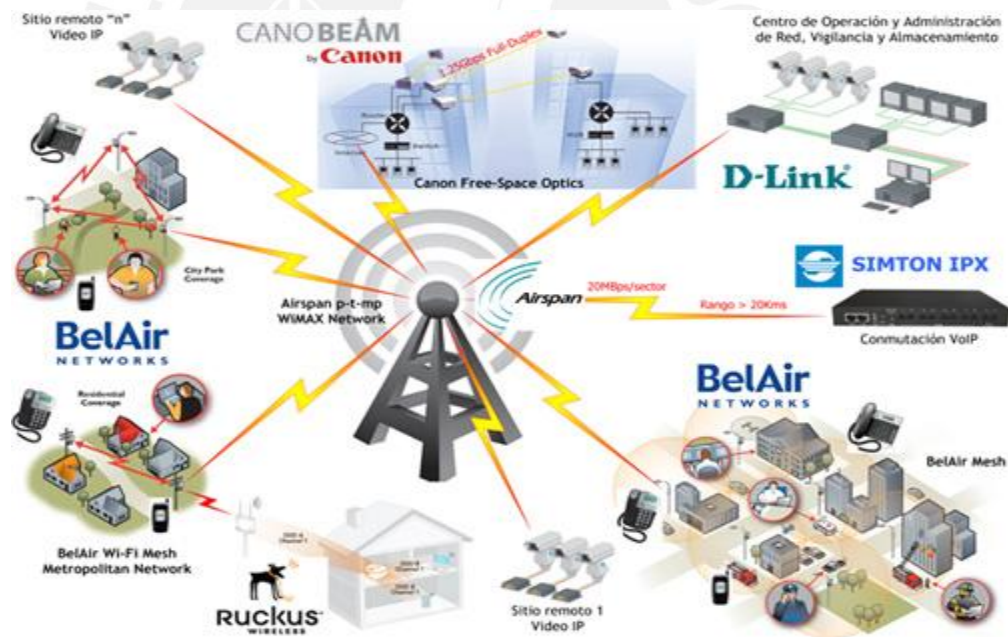 Sitio remoto "n"
Video IP
CANOBEAM
by Canon
1.25Gbps Full-Duplex
Router
Internet
Switch
Canon Free-Space Optics
Centro de Operación y Administración
de Red, Vigilancia y Almacenamiento
D-Link
City Park
Coverage
BelAir
NETWORKS
Airspan p-t-mp
WiMAX Network
Airspan
20MBps/sector
Rango > 20Kms
SIMTON IPX
Conmutación VoIP
Residential
Coverage
BelAir
NETWORKS
BelAir Mesh
BelAir Wi-Fi Mesh
Metropolitan Network
RUCKUS
WIRELESS
Sitio remoto 1
Video IP